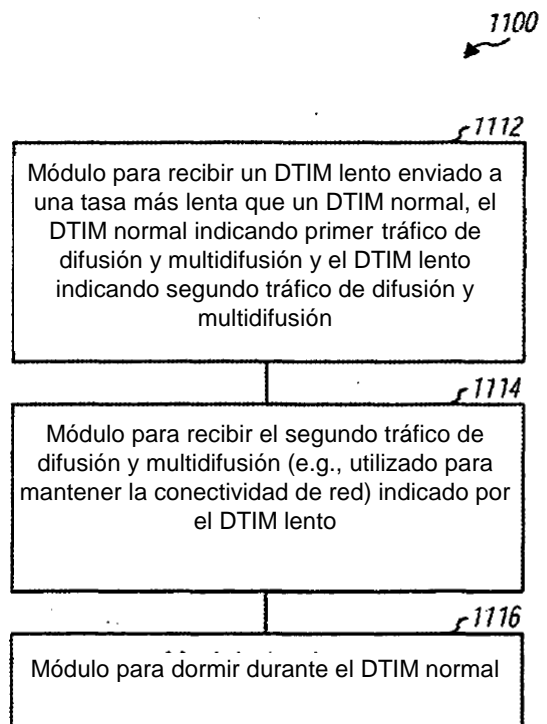 1100
1112
Módulo para recibir un DTIM lento enviado a
una tasa más lenta que un DTIM normal, el
DTIM normal indicando primer tráfico de
difusión y multidifusión y el DTIM lento
indicando segundo tráfico de difusión y
multidifusión
1114
Módulo para recibir el segundo tráfico de
difusión y multidifusión (e.g., utilizado para
mantener la conectividad de red) indicado por
el DTIM lento
1116
Módulo para dormir durante el DTIM normal